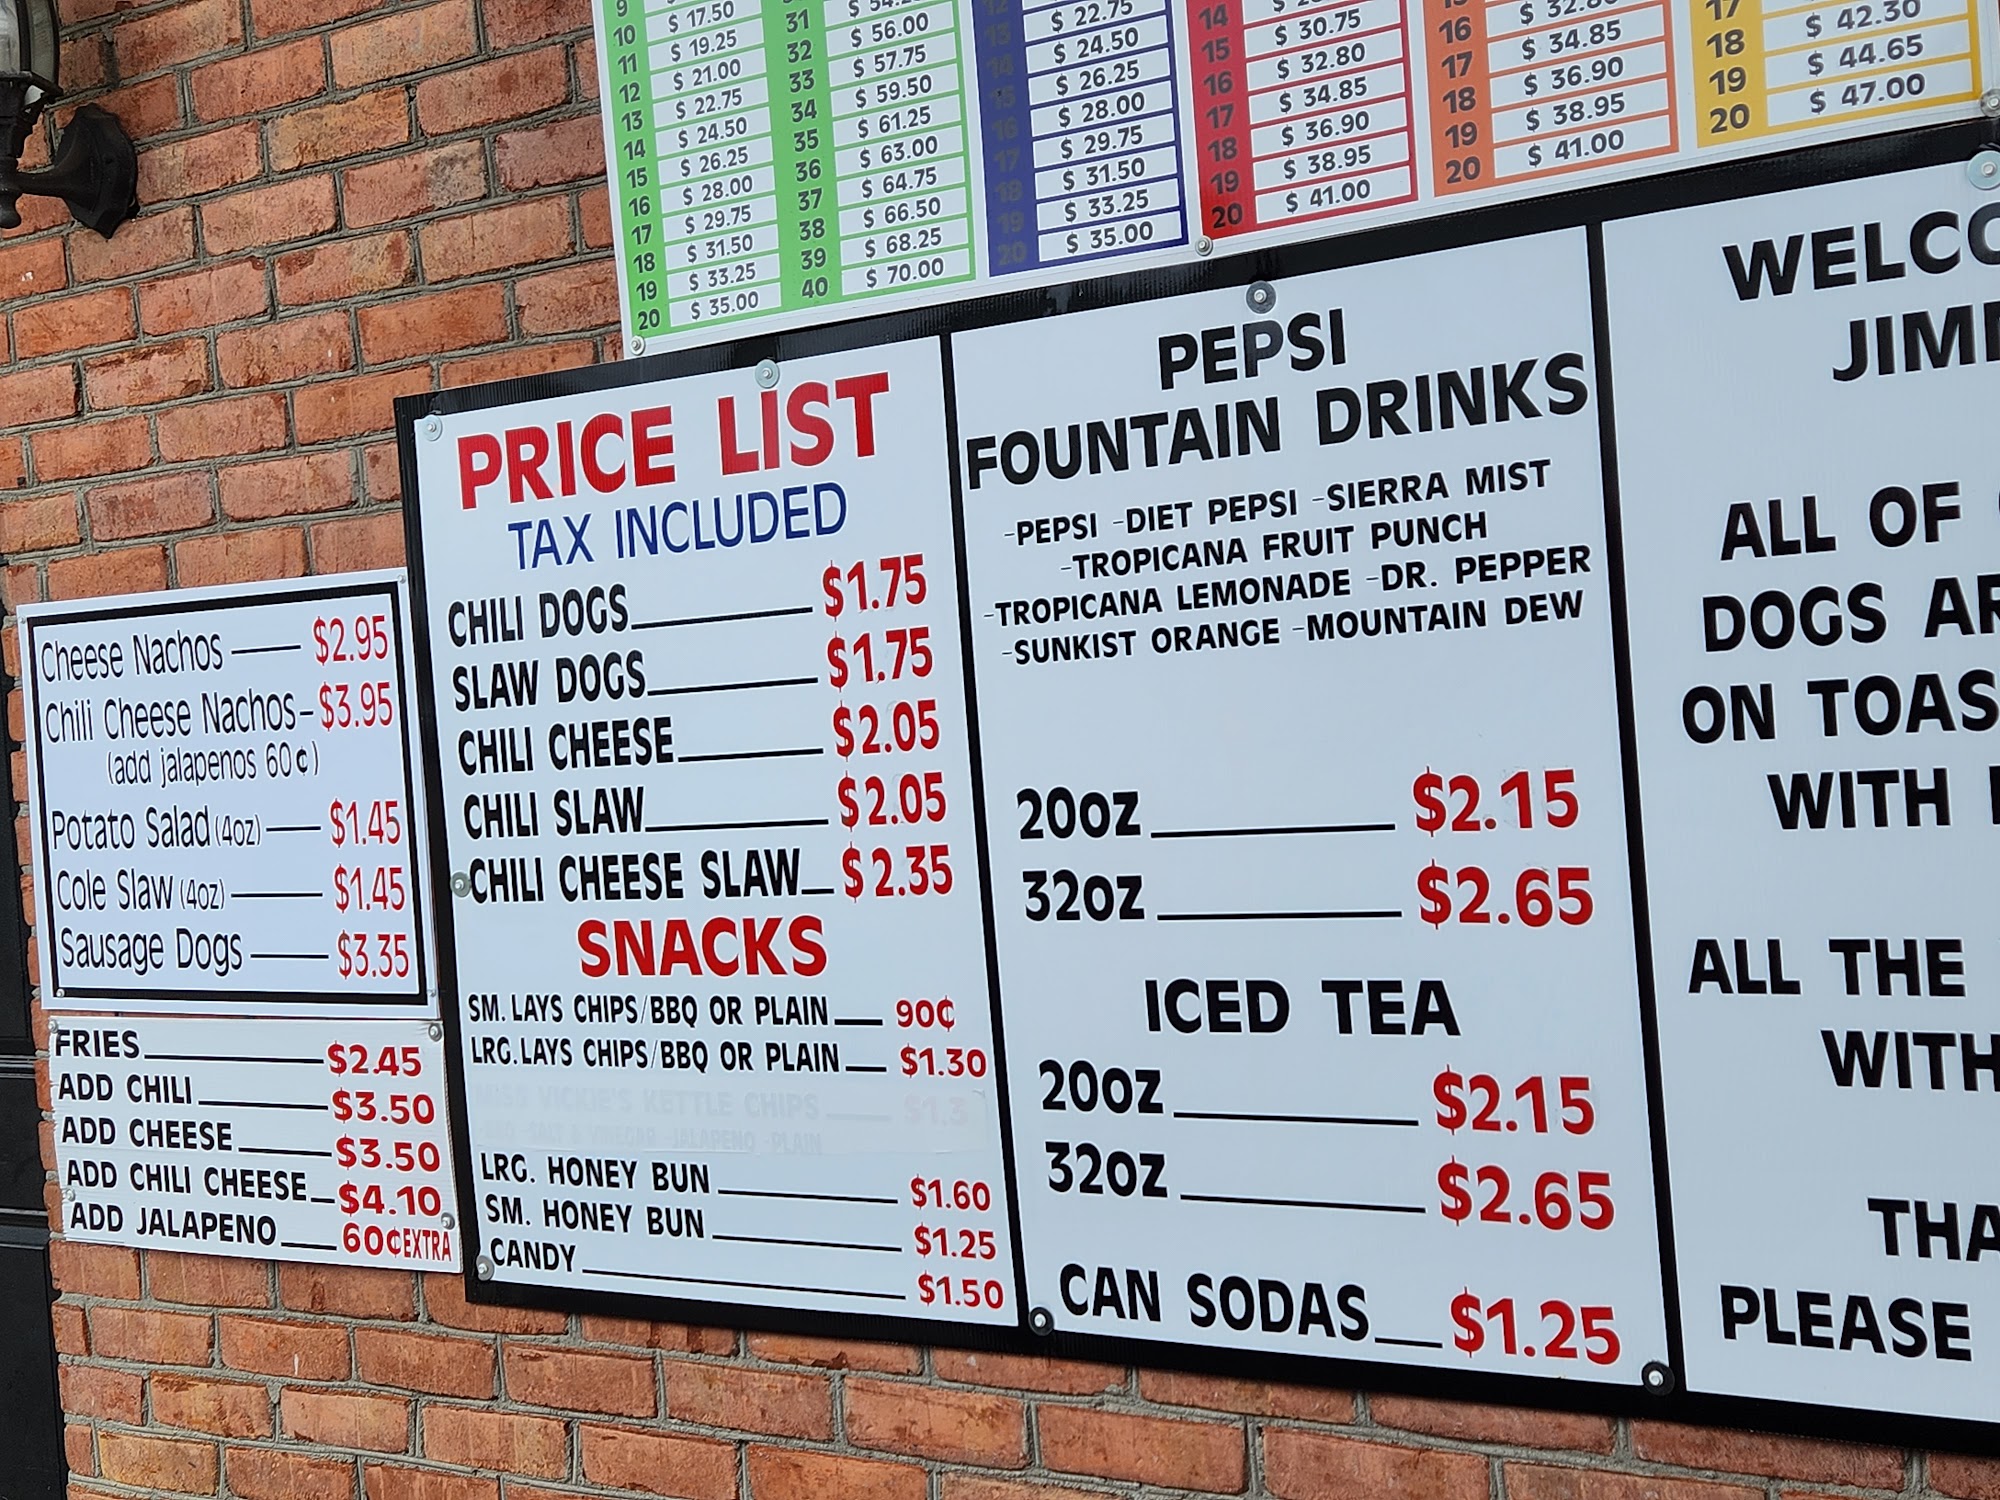 9
10 $ 17.50
11 $ 19.25
12 $ 21.00
13 $ 22.75
14 $ 24.50
15 $ 26.25
16 $ 28.00
17 $ 29.75
18 $ 31.50
19 $ 33.25
20 $ 35.00
31
32 $ 56.00
33 $ 57.75
34 $ 59.50
35 $ 61.25
36 $ 63.00
37 $ 64.75
38 $ 66.50
39 $ 68.25
40 $ 70.00
$ 22.75
$ 24.50
$ 26.25
$ 28.00
$ 29.75
17 $ 31.50
18 $ 33.25
20 $ 35.00
14
15 $ 30.75
16 $ 32.80
17 $ 34.85
18 $ 36.90
19 $ 38.95
20 $ 41.00
16
17 $ 34.85
18 $ 36.90
19 $ 38.95
20 $ 41.00
17
18 $ 42.30
19 $ 44.65
20 $ 47.00
Cheese Nachos $2.95
Chili Cheese Nachos - $3.95
(add jalapenos 60¢)
Potato Salad (4oz) $1.45
Cole Slaw (4oz) $1.45
Sausage Dogs $3.35
FRIES $2.45
ADD CHILI $3.50
ADD CHEESE $3.50
ADD CHILI CHEESE $4.10
ADD JALAPENO 60¢ EXTRA
PRICE LIST
TAX INCLUDED
CHILI DOGS $1.75
SLAW DOGS $1.75
CHILI CHEESE $2.05
CHILI SLAW $2.05
CHILI CHEESE SLAW $2.35
SNACKS
SM. LAYS CHIPS/BBQ OR PLAIN 90¢
LRG. LAYS CHIPS/BBQ OR PLAIN $1.30
VICKIE'S KETTLE CHIPS
SALT & VINEGAR -JALAPENO -PLAIN
LRG. HONEY BUN $1.60
SM. HONEY BUN $1.25
CANDY $1.50
PEPSI
FOUNTAIN DRINKS
-PEPSI -DIET PEPSI -SIERRA MIST
-TROPICANA FRUIT PUNCH
-TROPICANA LEMONADE -DR. PEPPER
-SUNKIST ORANGE -MOUNTAIN DEW
20OZ $2.15
32OZ $2.65
ICED TEA
20OZ $2.15
32OZ $2.65
CAN SODAS $1.25
WELCO
JIM
ALL OF
DOGS AR
ON TOAS
WITH
ALL THE
WITH
THA
PLEASE